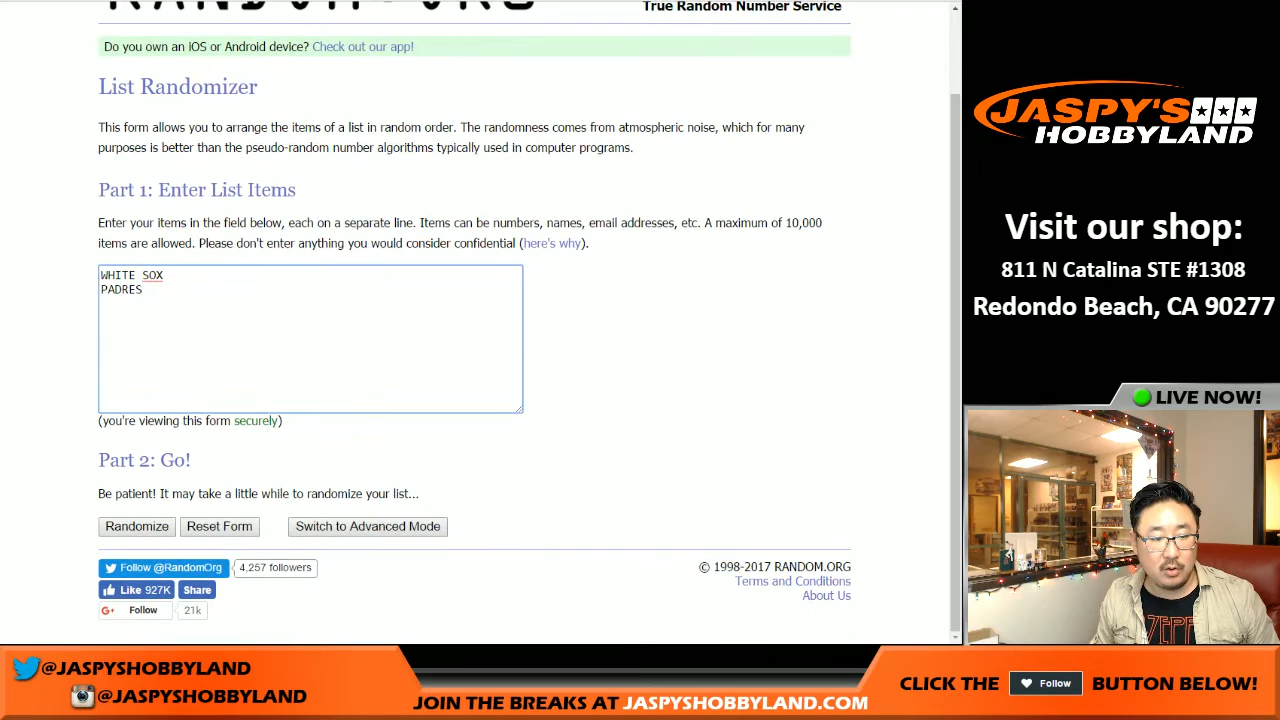 True Random Number Service
Do you own an iOS or Android device? Check out our app!
List Randomizer
This form allows you to arrange the items of a list in random order. The randomness comes from atmospheric noise, which for many
purposes is better than the pseudo-random number algorithms typically used in computer programs.
Part 1: Enter List Items
Enter your items in the field below, each on a separate line. Items can be numbers, names, email addresses, etc. A maximum of 10,000
items are allowed. Please don't enter anything you would consider confidential (here's why).
WHITE SOX
PADRES
(you're viewing this form securely)
Part 2: Go!
Be patient! It may take a little while to randomize your list...
Randomize Reset Form Switch to Advanced Mode
Follow @RandomOrg 4,257 followers
Like 927K Share
G+ Follow 21k
© 1998-2017 RANDOM.ORG
Terms and Conditions
About Us
JASPY'S
HOBBYLAND
Visit our shop:
811 N Catalina STE #1308
Redondo Beach, CA 90277
LIVE NOW!
@JASPYSHOBBYLAND
@JASPYSHOBBYLAND
JOIN THE BREAKS AT JASPYSHOBBYLAND.COM
CLICK THE Follow BUTTON BELOW!